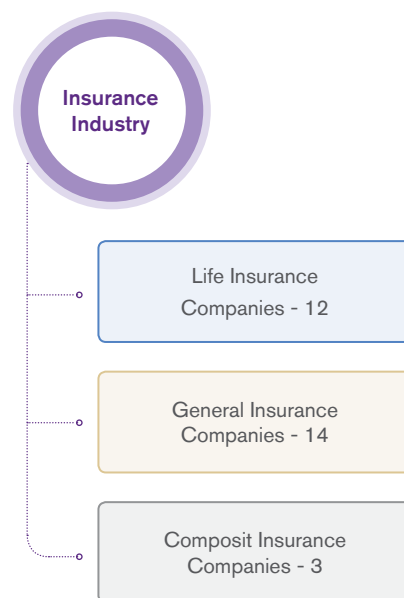 Insurance
Industry
Life Insurance
Companies - 12
General Insurance
Companies - 14
Composit Insurance
Companies - 3